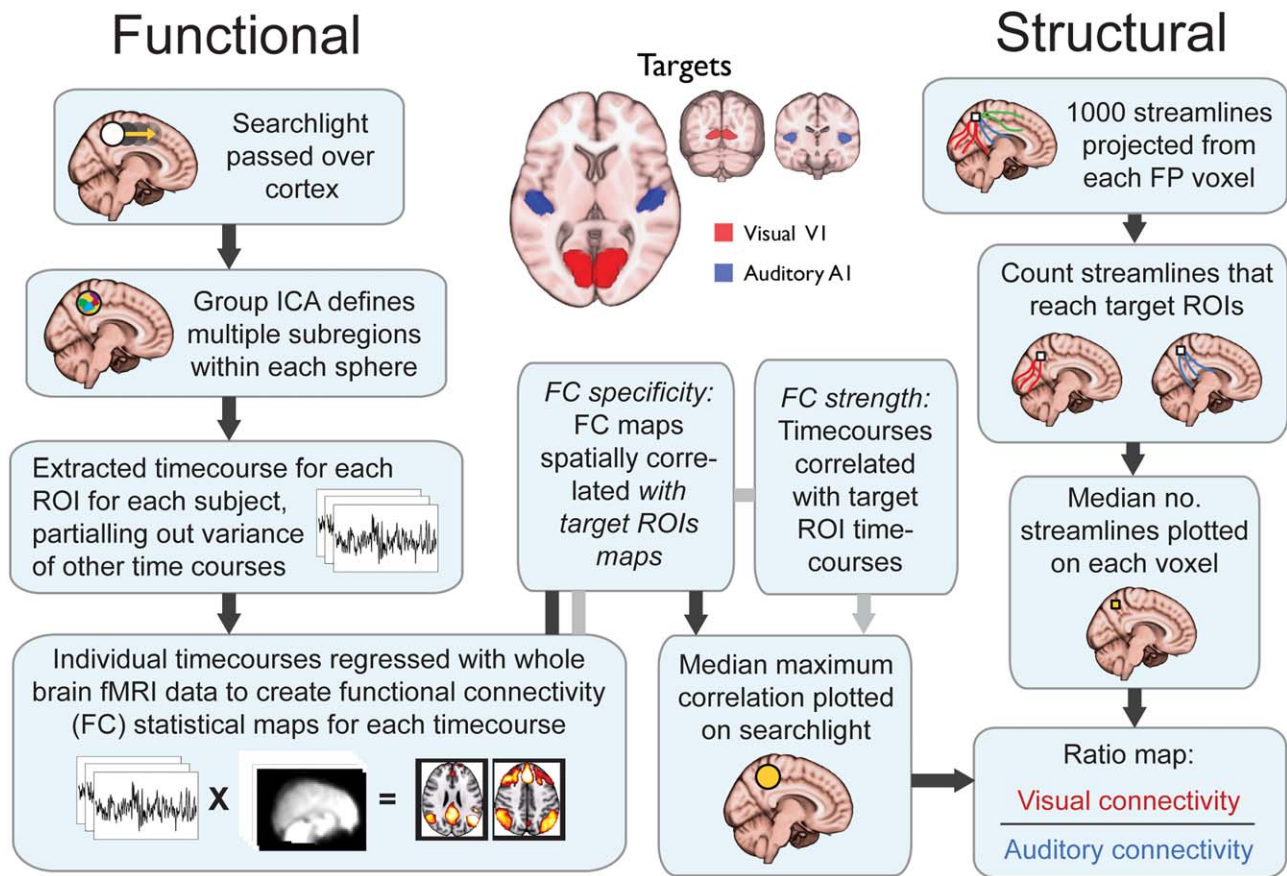 Functional
Searchlight
passed over
cortex
Group ICA defines
multiple subregions
within each sphere
Extracted timecourse for each
ROI for each subject,
partialling out variance
of other time courses
Individual timecourses regressed with whole
brain fMRI data to create functional connectivity
(FC) statistical maps for each timecourse
X
=
Targets
Visual V1
Auditory A1
FC specificity:
FC maps
spatially corre-
lated with
target ROIs
maps
FC strength:
Timecourses
correlated
with target
ROI time-
courses
Median maximum
correlation plotted
on searchlight
Structural
1000 streamlines
projected from
each FP voxel
Count streamlines that
reach target ROIs
Median no.
streamlines plotted
on each voxel
Ratio map:
Visual connectivity
Auditory connectivity